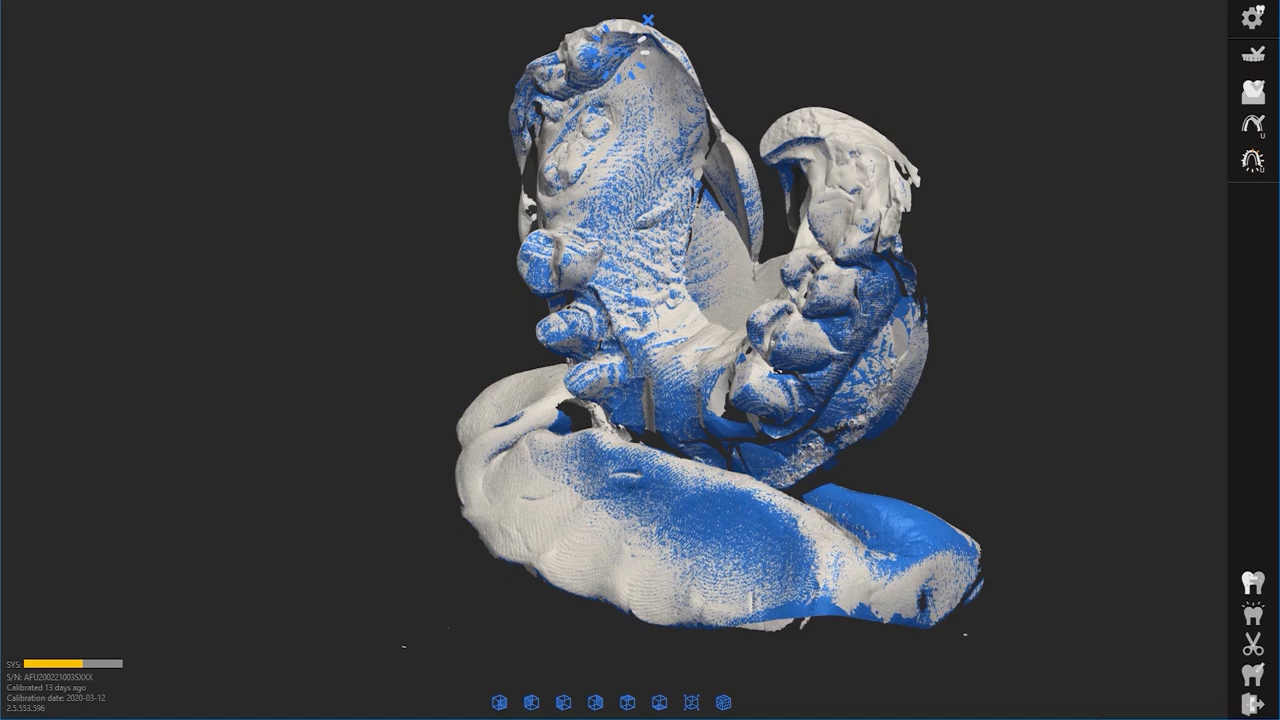 SYS:
S/N: AFU200221003SXXX
Calibrated 13 days ago
Calibration date: 2020-03-12
2.5.553.596
U
U